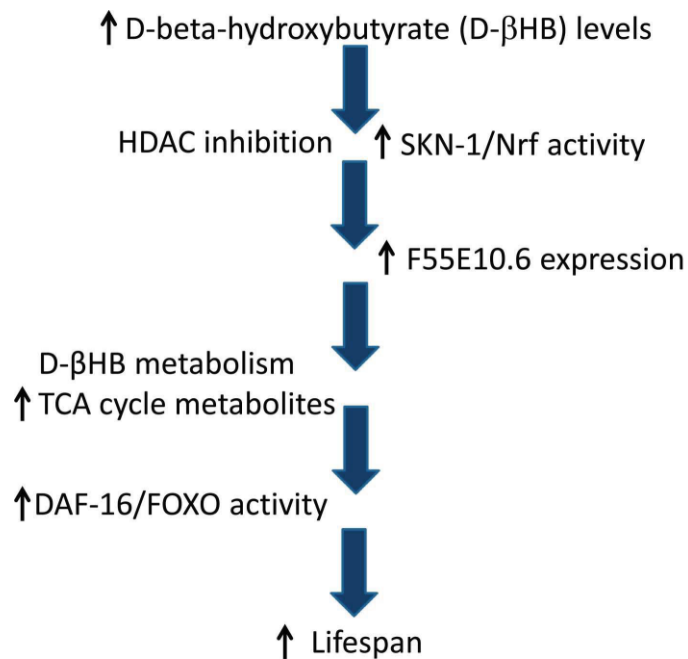 ↑ D-beta-hydroxybutyrate (D-βHB) levels
HDAC inhibition ↑ SKN-1/Nrf activity
↑ F55E10.6 expression
D-βHB metabolism
↑ TCA cycle metabolites
↑DAF-16/FOXO activity
↑ Lifespan